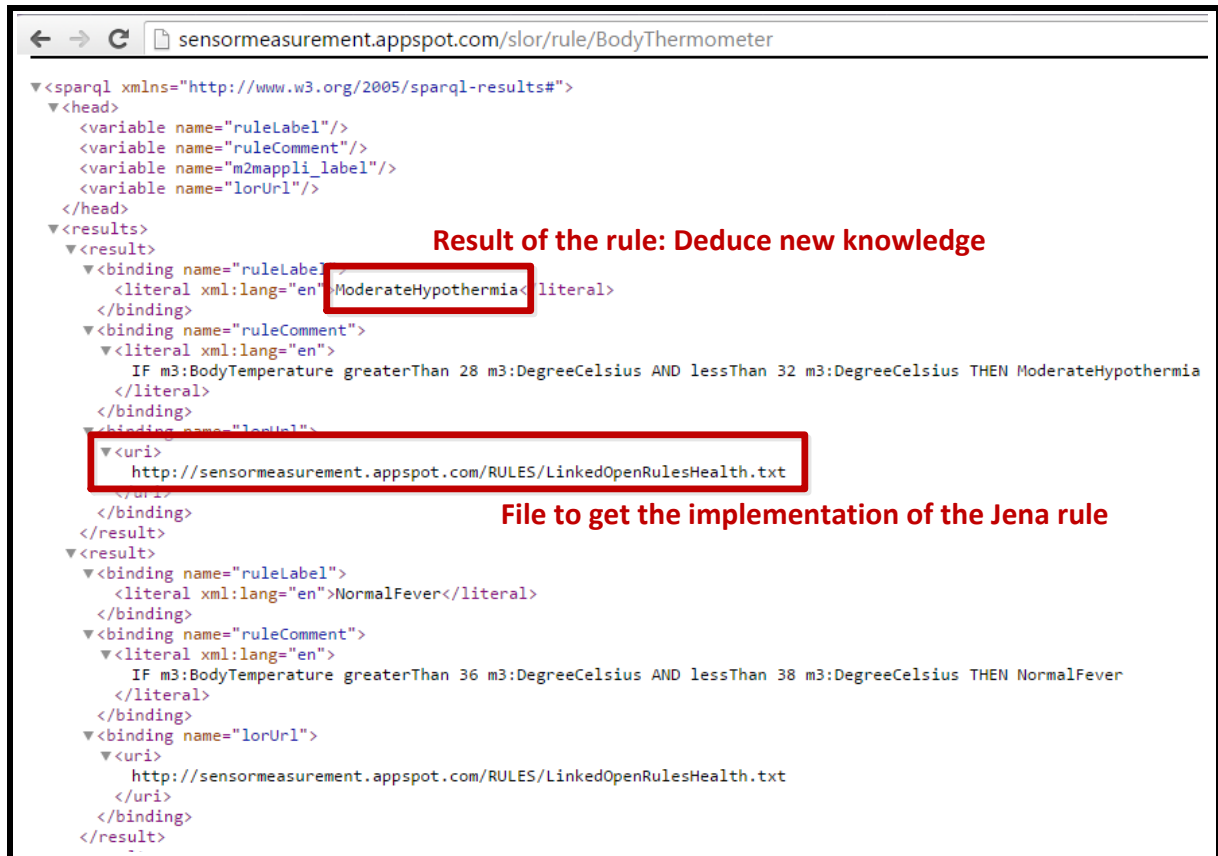 sensormeasurement.appspot.com/slor/rule/BodyThermometer
▼<sparql xmlns="http://www.w3.org/2005/sparql-results#">
▼<head>
<variable name="ruleLabel"/>
<variable name="ruleComment"/>
<variable name="m2mappli_label"/>
<variable name="lorUrl"/>
</head>
▼<results>
Result of the rule: Deduce new knowledge
▼<result>
▼<binding name="ruleLabel
<literal xml:lang="en">ModerateHypothermia</literal>
</binding>
▼<binding name="ruleComment">
▼<literal xml:lang="en">
IF m3:BodyTemperature greaterThan 28 m3:DegreeCelsius AND lessThan 32 m3:DegreeCelsius THEN ModerateHypothermia
</literal>
</binding>
▼<binding name="lorUrl">
▼<uri>
http://sensormeasurement.appspot.com/RULES/LinkedOpenRulesHealth.txt
</uri>
File to get the implementation of the Jena rule
</binding>
</result>
▼<result>
▼<binding name="ruleLabel">
<literal xml:lang="en">NormalFever</literal>
</binding>
▼<binding name="ruleComment">
▼<literal xml:lang="en">
IF m3:BodyTemperature greaterThan 36 m3:DegreeCelsius AND lessThan 38 m3:DegreeCelsius THEN NormalFever
</literal>
</binding>
▼<binding name="lorUrl">
▼<uri>
http://sensormeasurement.appspot.com/RULES/LinkedOpenRulesHealth.txt
</uri>
</binding>
</result>